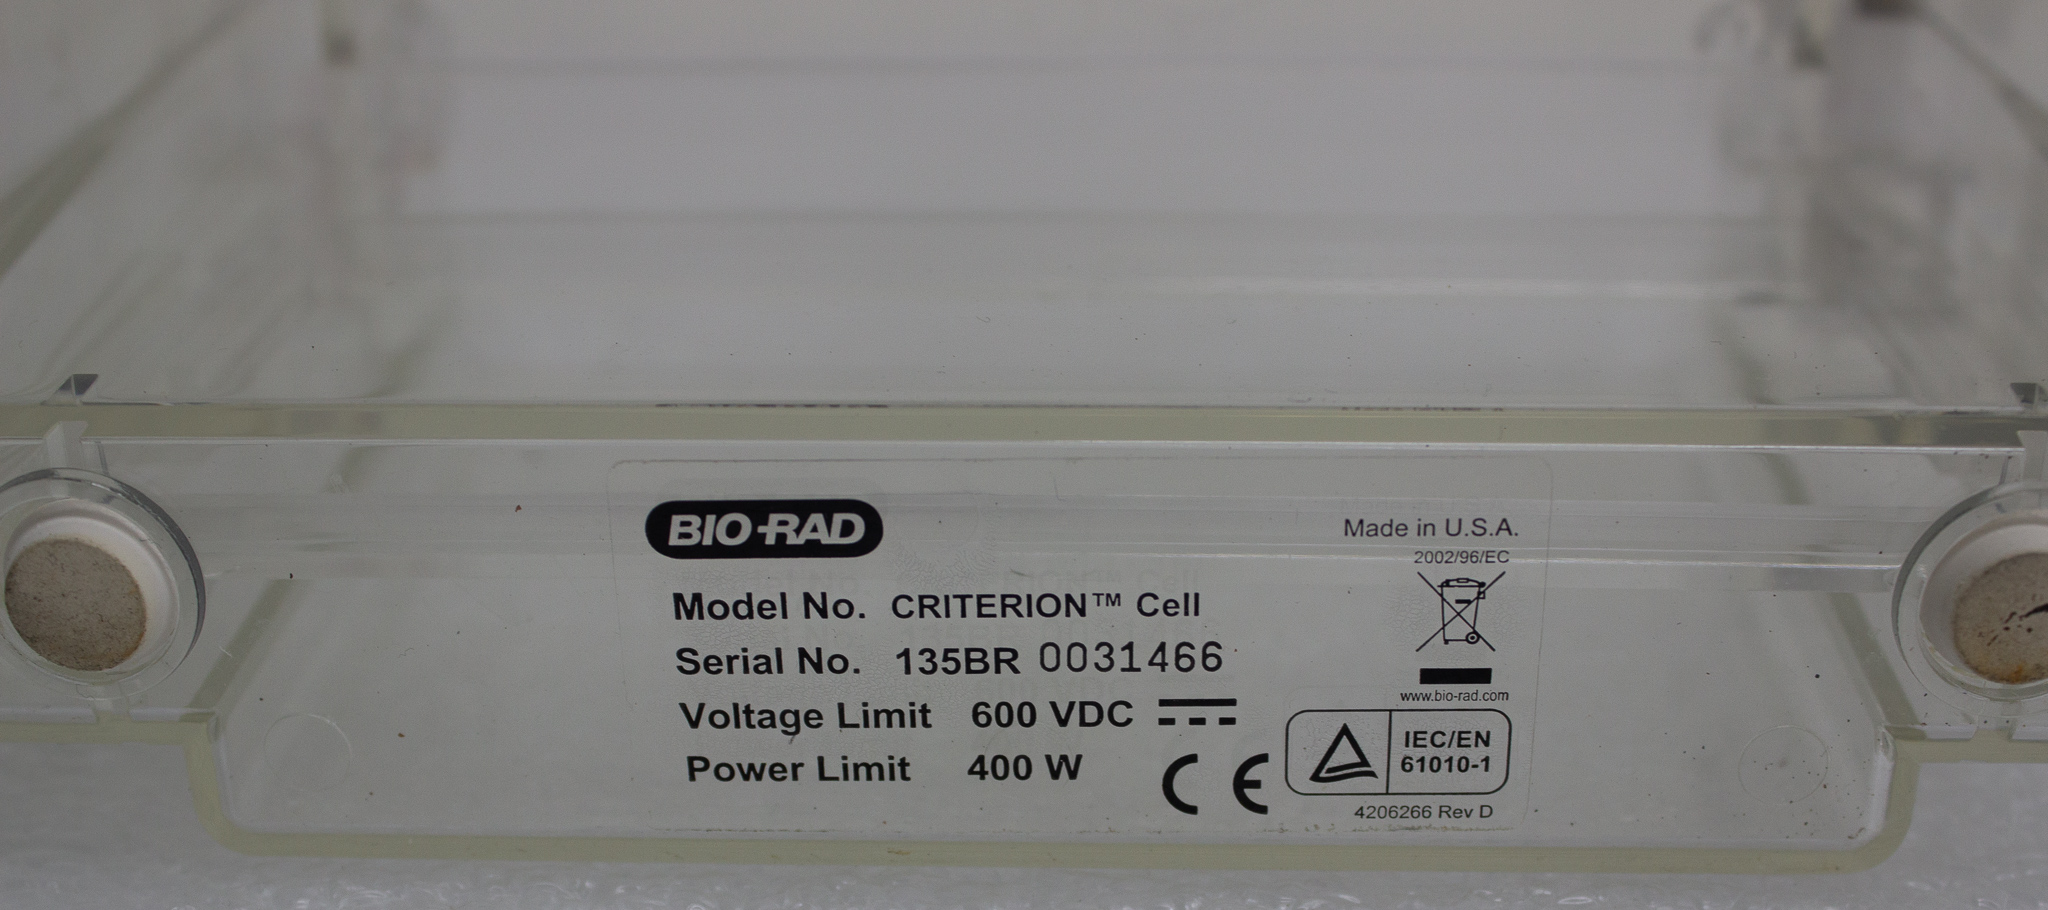 BIO-RAD
Model No. CRITERION™ Cell
Serial No. 135BR 0031466
Voltage Limit 600 VDC
Power Limit 400 W
CE
Made in U.S.A.
2002/96/EC
www.bio-rad.com
IEC/EN
61010-1
4206266 Rev D